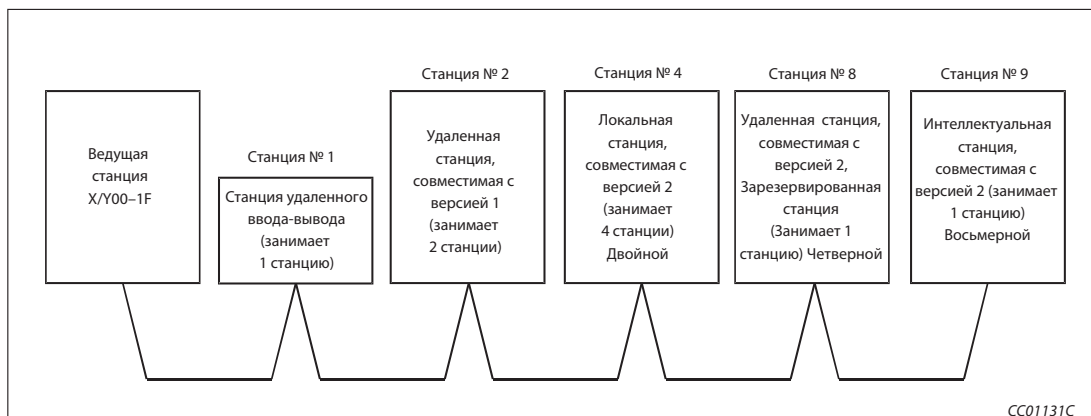 Ведущая
станция
X/Y00–1F
Станция № 1
Станция удаленного
ввода-вывода
(занимает
1 станцию)
Станция № 2
Удаленная
станция,
совместимая с
версией 1
(занимает
2 станции)
Станция № 4
Локальная
станция,
совместимая с
версией 2
(занимает
4 станции)
Двойной
Станция № 8
Удаленная станция,
совместимая с
версией 2,
Зарезервированная
станция
(Занимает 1
станцию) Четверной
Станция № 9
Интеллектуальная
станция,
совместимая с
версией 2 (занимает
1 станцию)
Восьмерной
CC01131C